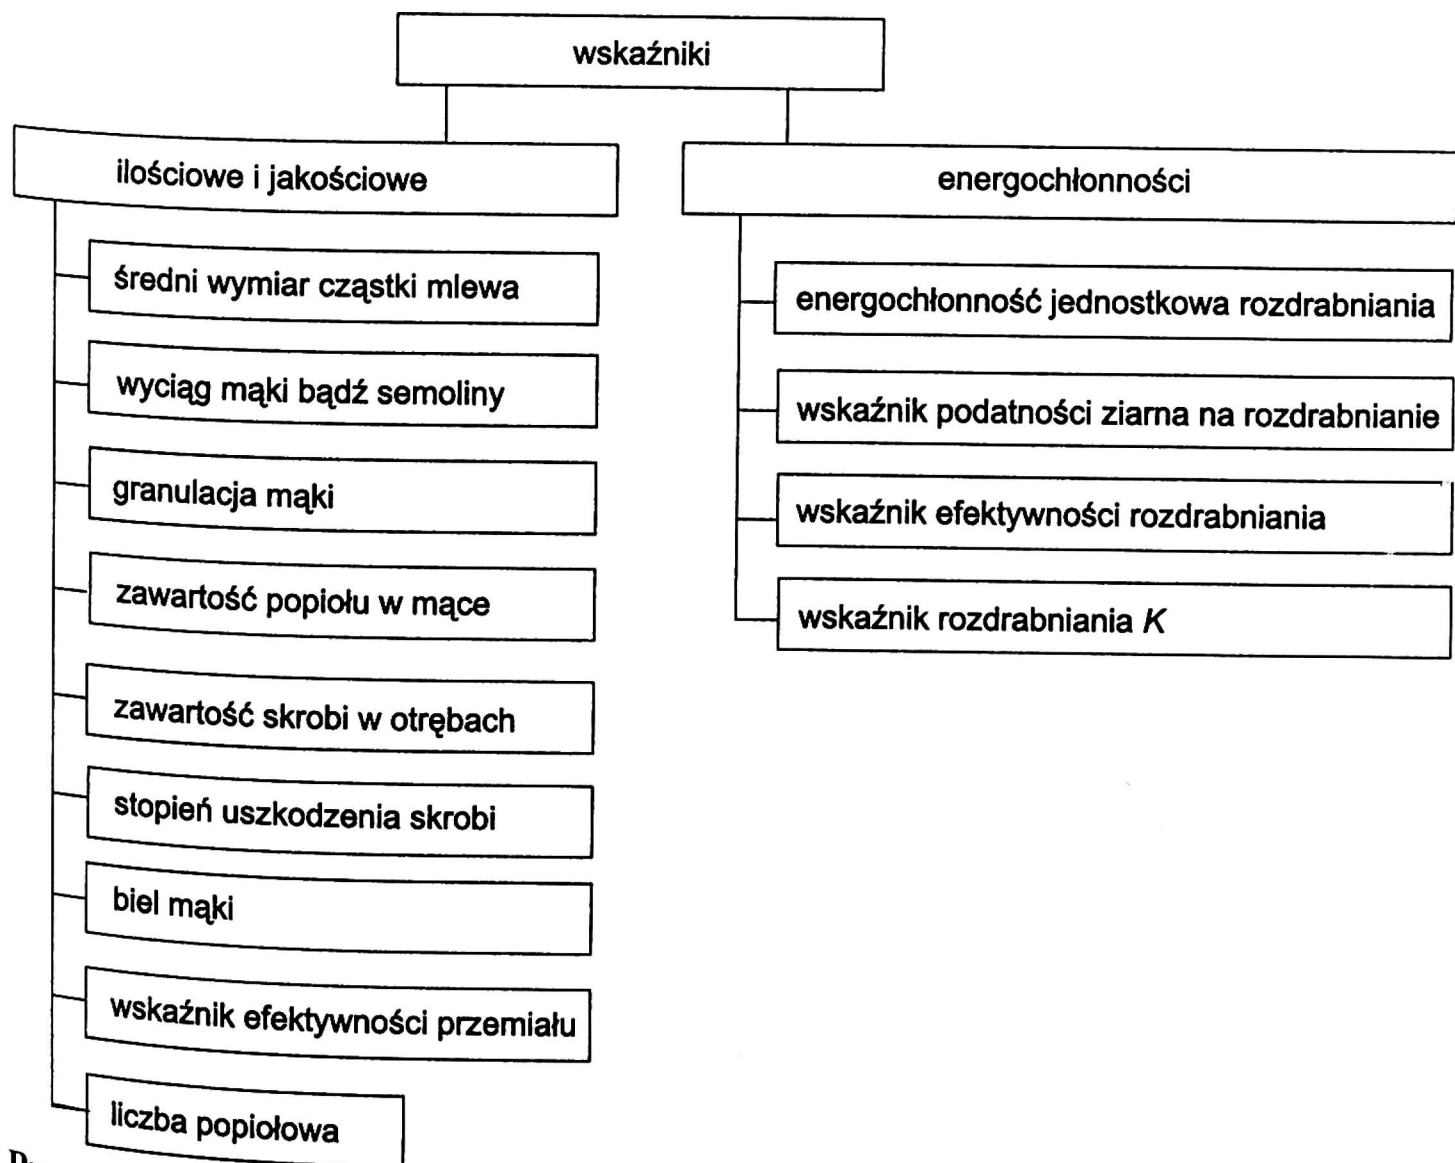 wskaźniki
ilościowe i jakościowe
średni wymiar cząstki mlewa
wyciąg mąki bądź semoliny
granulacja mąki
zawartość popiołu w mące
zawartość skrobi w otrębach
stopień uszkodzenia skrobi
biel mąki
wskaźnik efektywności przemiału
liczba popiołowa
energochłonności
energochłonność jednostkowa rozdrabniania
wskaźnik podatności ziarna na rozdrabnianie
wskaźnik efektywności rozdrabniania
wskaźnik rozdrabniania K